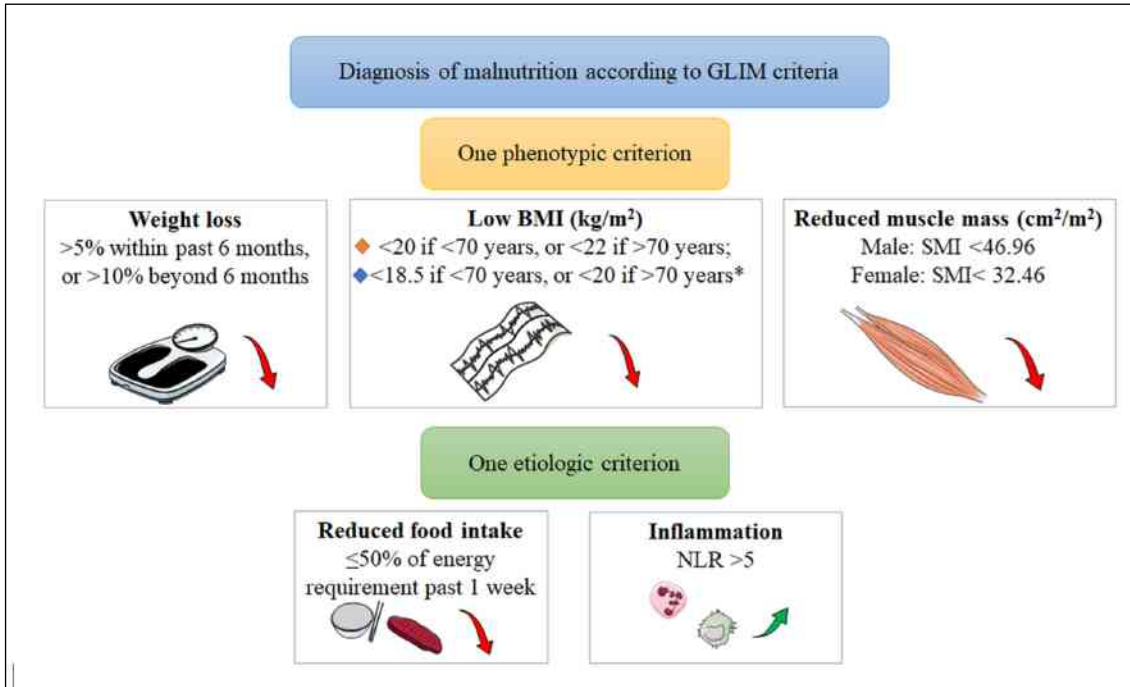 Diagnosis of malnutrition according to GLIM criteria
One phenotypic criterion
Weight loss
>5% within past 6 months,
or >10% beyond 6 months
Low BMI (kg/m²)
<20 if <70 years, or <22 if >70 years;
<18.5 if <70 years, or <20 if >70 years*
Reduced muscle mass (cm²/m²)
Male: SMI <46.96
Female: SMI< 32.46
One etiologic criterion
Reduced food intake
≤50% of energy
requirement past 1 week
Inflammation
NLR >5